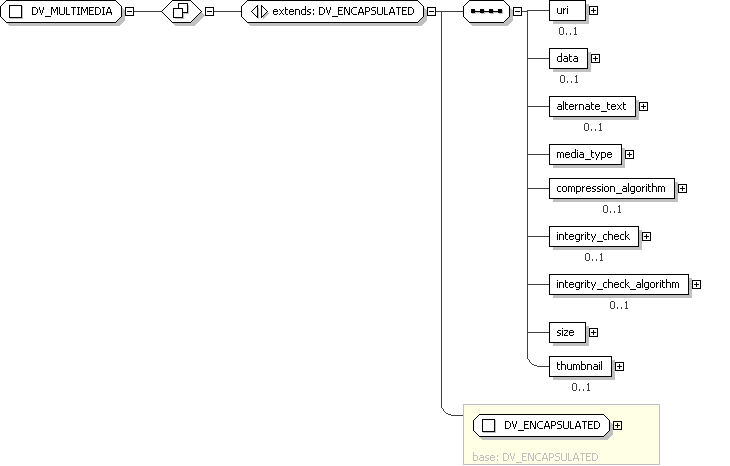 DV_MULTIMEDIA
extends: DV_ENCAPSULATED
uri
0..1
data
0..1
alternate_text
0..1
media_type
compression_algorithm
0..1
integrity_check
0..1
integrity_check_algorithm
0..1
size
thumbnail
0..1
DV_ENCAPSULATED
base: DV_ENCAPSULATED